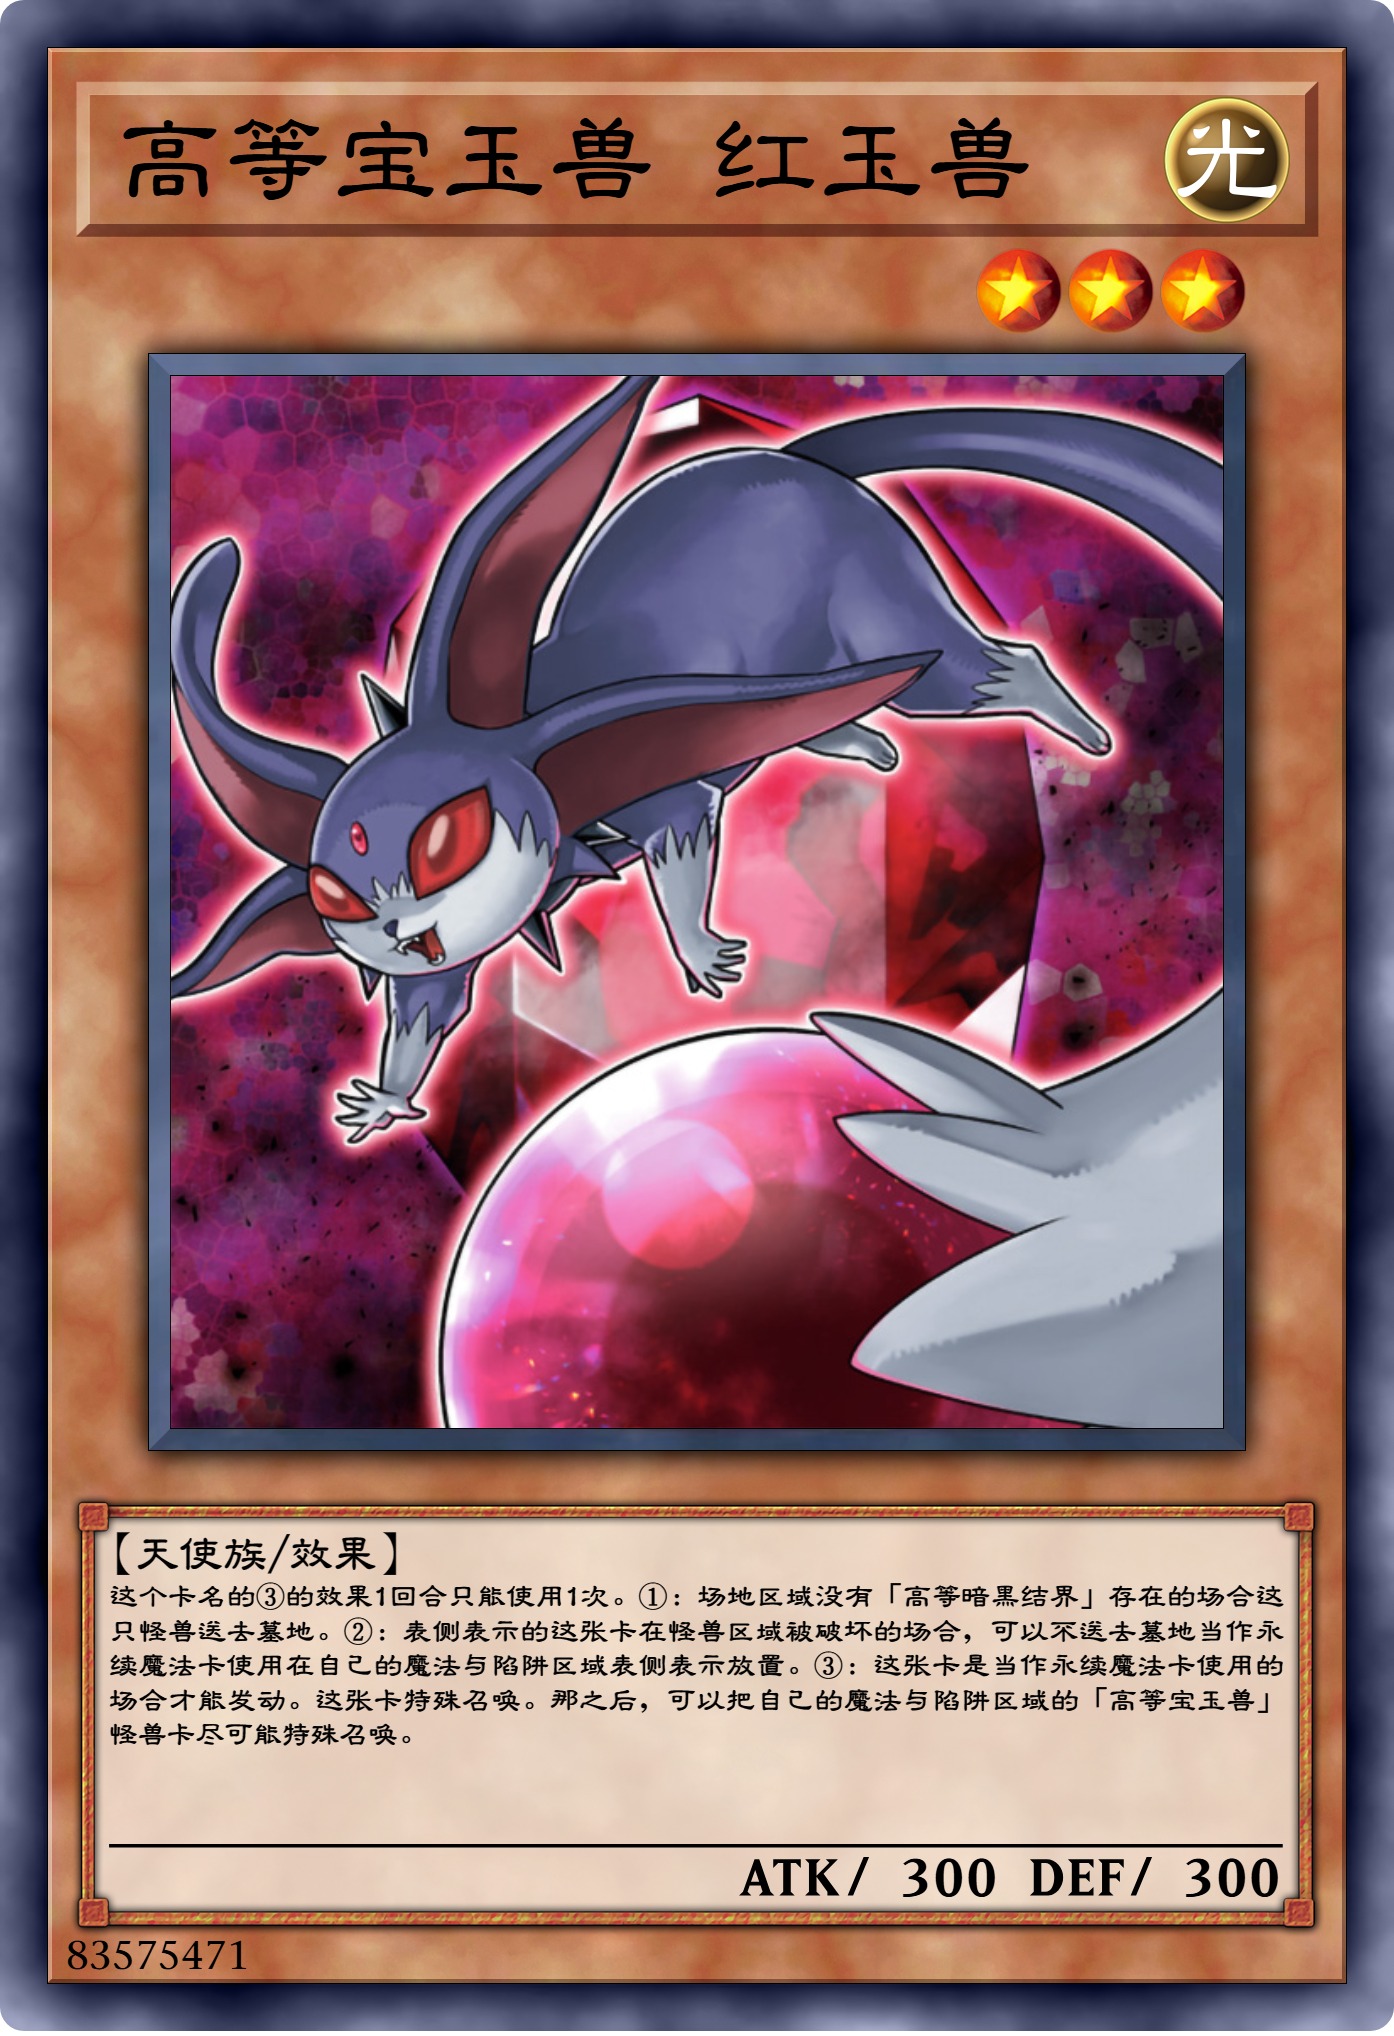 高等宝玉兽 红玉兽
光
【天使族/效果】
这个卡名的③的效果1回合只能使用1次。①：场地区域没有「高等暗黑结界」存在的场合这
只怪兽送去墓地。②：表侧表示的这张卡在怪兽区域被破坏的场合，可以不送去墓地当作永
续魔法卡使用在自己的魔法与陷阱区域表侧表示放置。③：这张卡是当作永续魔法卡使用的
场合才能发动。这张卡特殊召唤。那之后，可以把自己的魔法与陷阱区域的「高等宝玉兽」
怪兽卡尽可能特殊召唤。
ATK/ 300 DEF/ 300
83575471